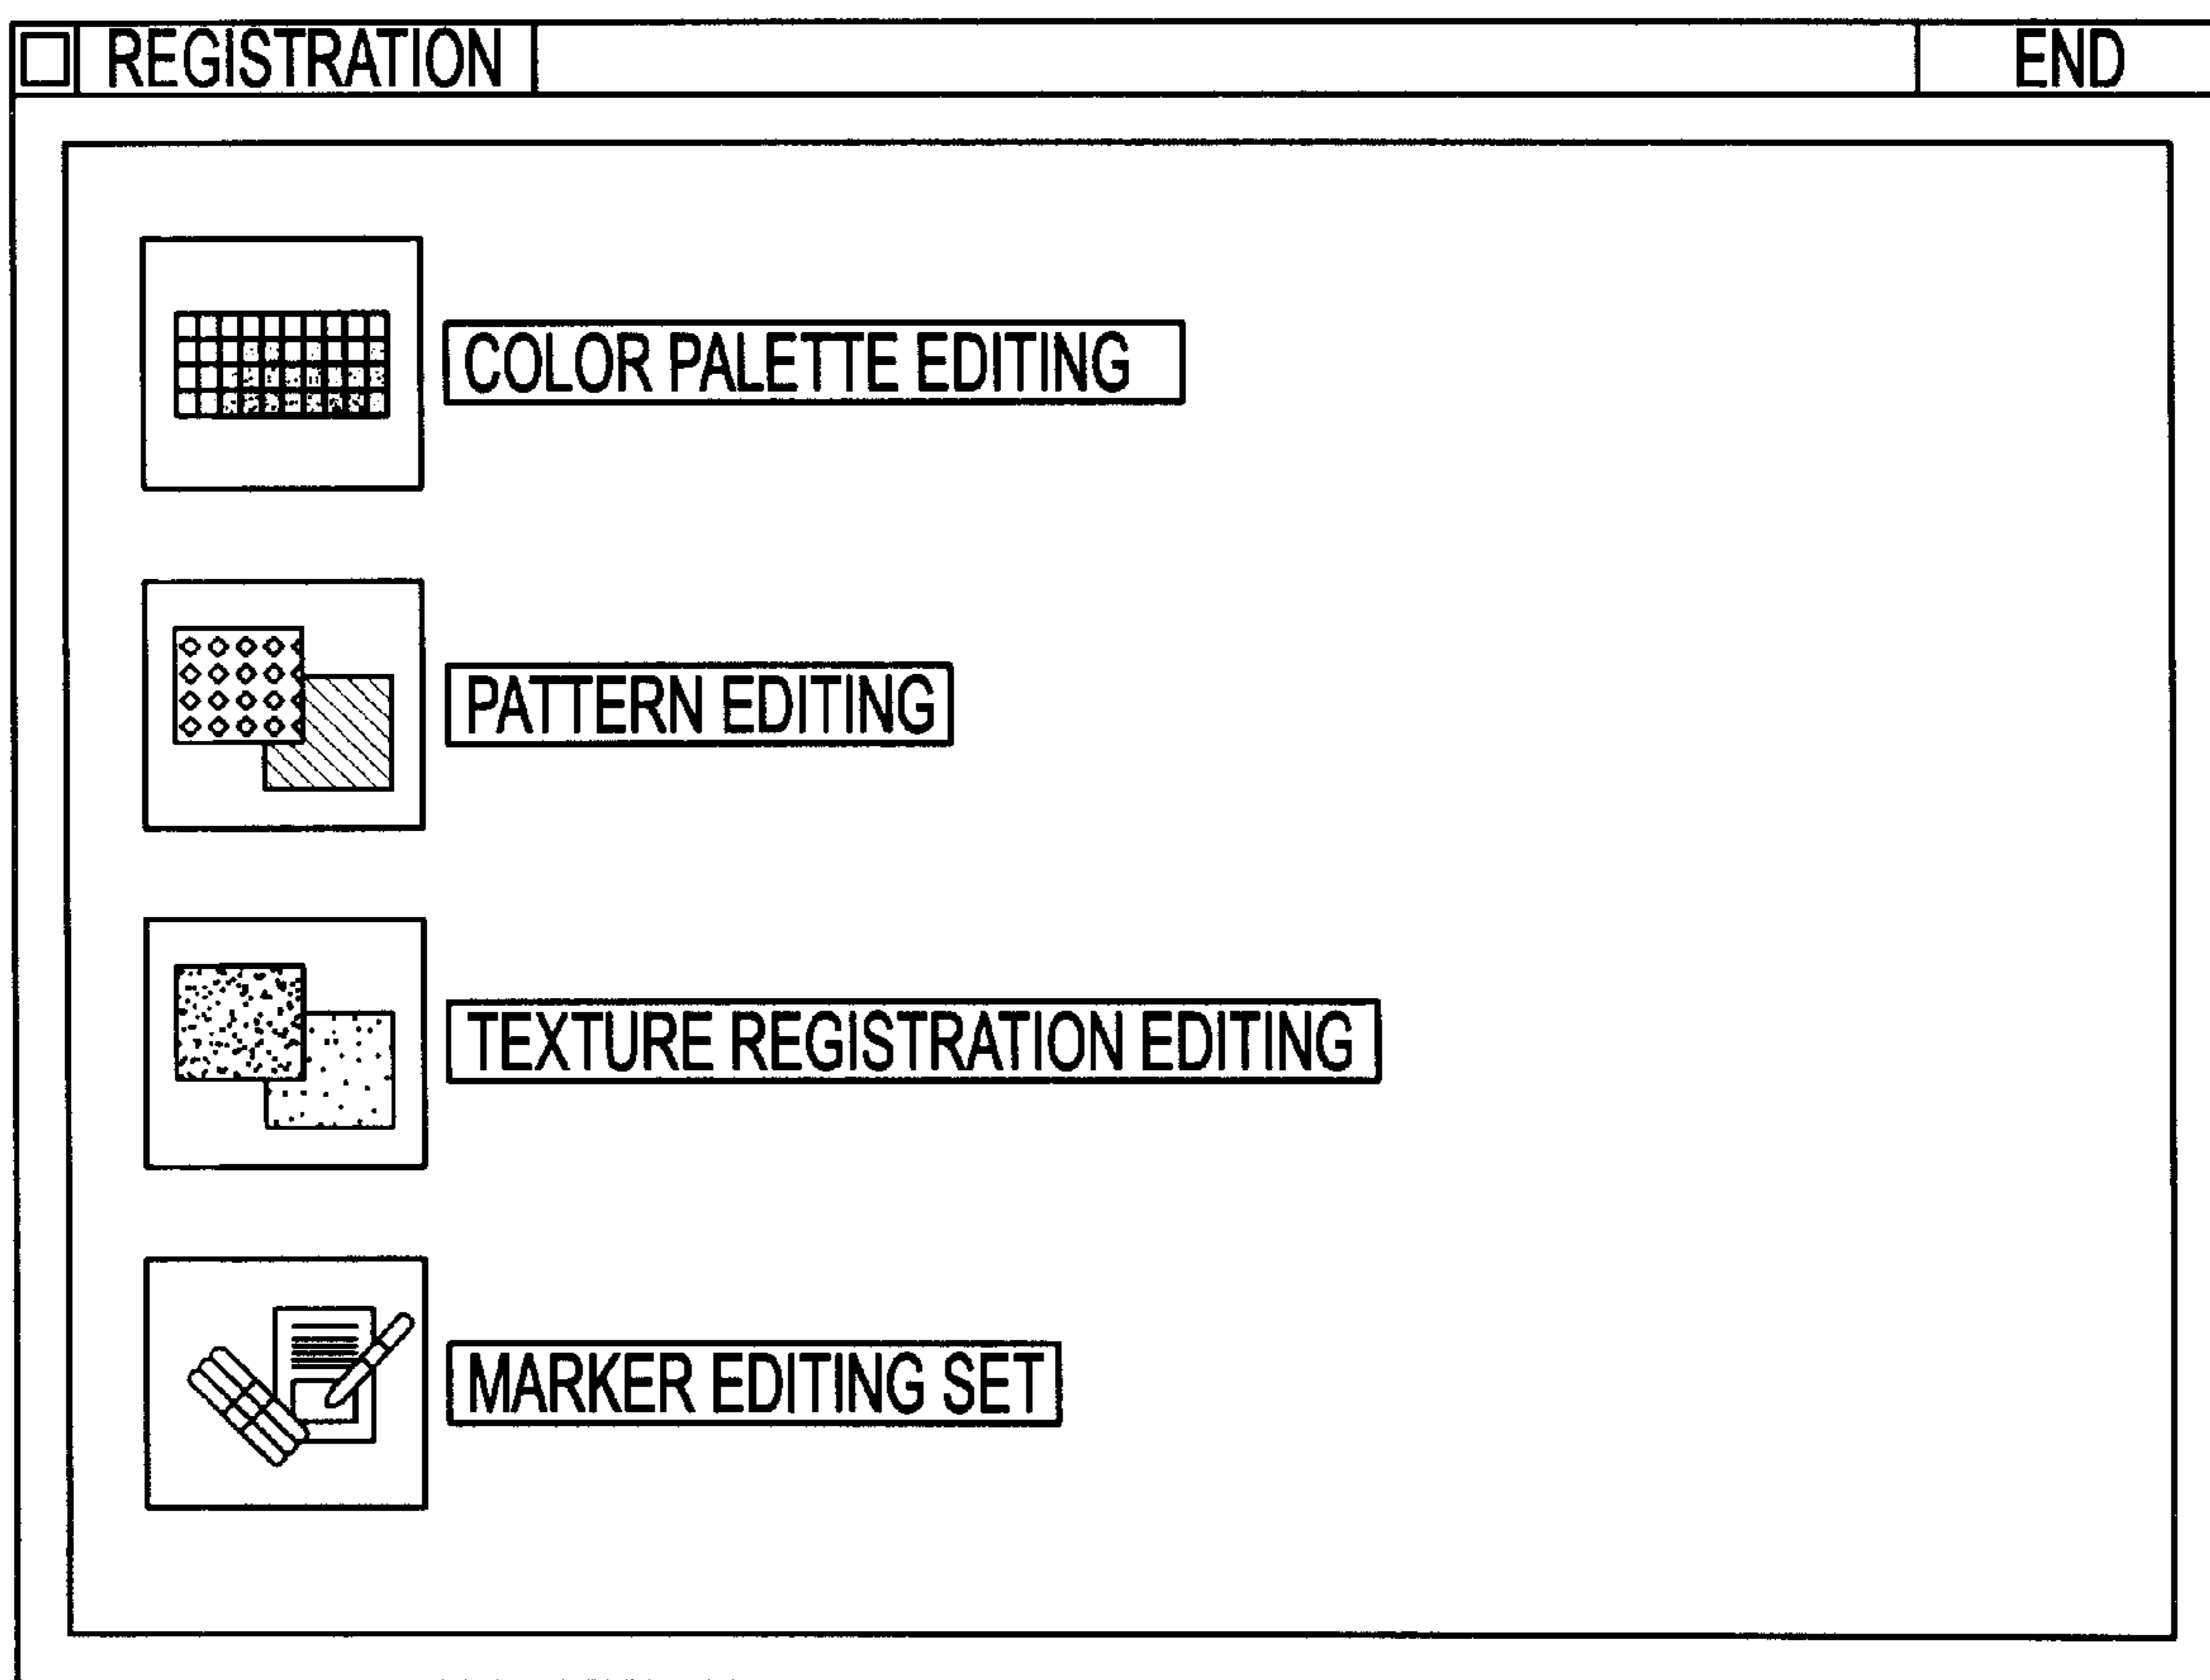 REGISTRATION END
COLOR PALETTE EDITING
PATTERN EDITING
TEXTURE REGISTRATION EDITING
MARKER EDITING SET